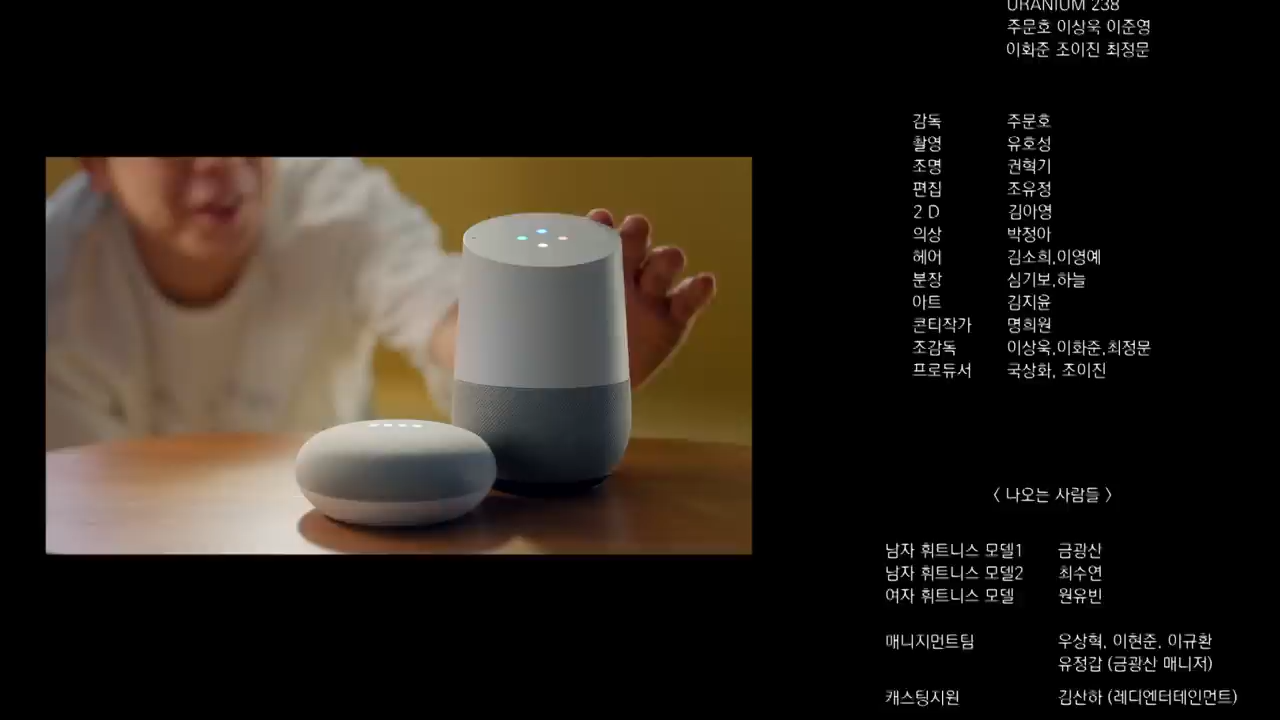 URANIUM 238
주문호 이상욱 이준영
이화준 조이진 최정문
감독 주문호
촬영 유호성
조명 권혁기
편집 조유정
2 D 김아영
의상 박정아
헤어 김소희,이영예
분장 심기보,하늘
아트 김지윤
콘티작가 명희원
조감독 이상욱,이화준,최정문
프로듀서 국상화, 조이진
< 나오는 사람들 >
남자 휘트니스 모델1 금광산
남자 휘트니스 모델2 최수연
여자 휘트니스 모델 원유빈
매니지먼트팀 우상혁, 이현준, 이규환
유정갑 (금광산 매니저)
캐스팅지원 김산하 (레디엔터테인먼트)